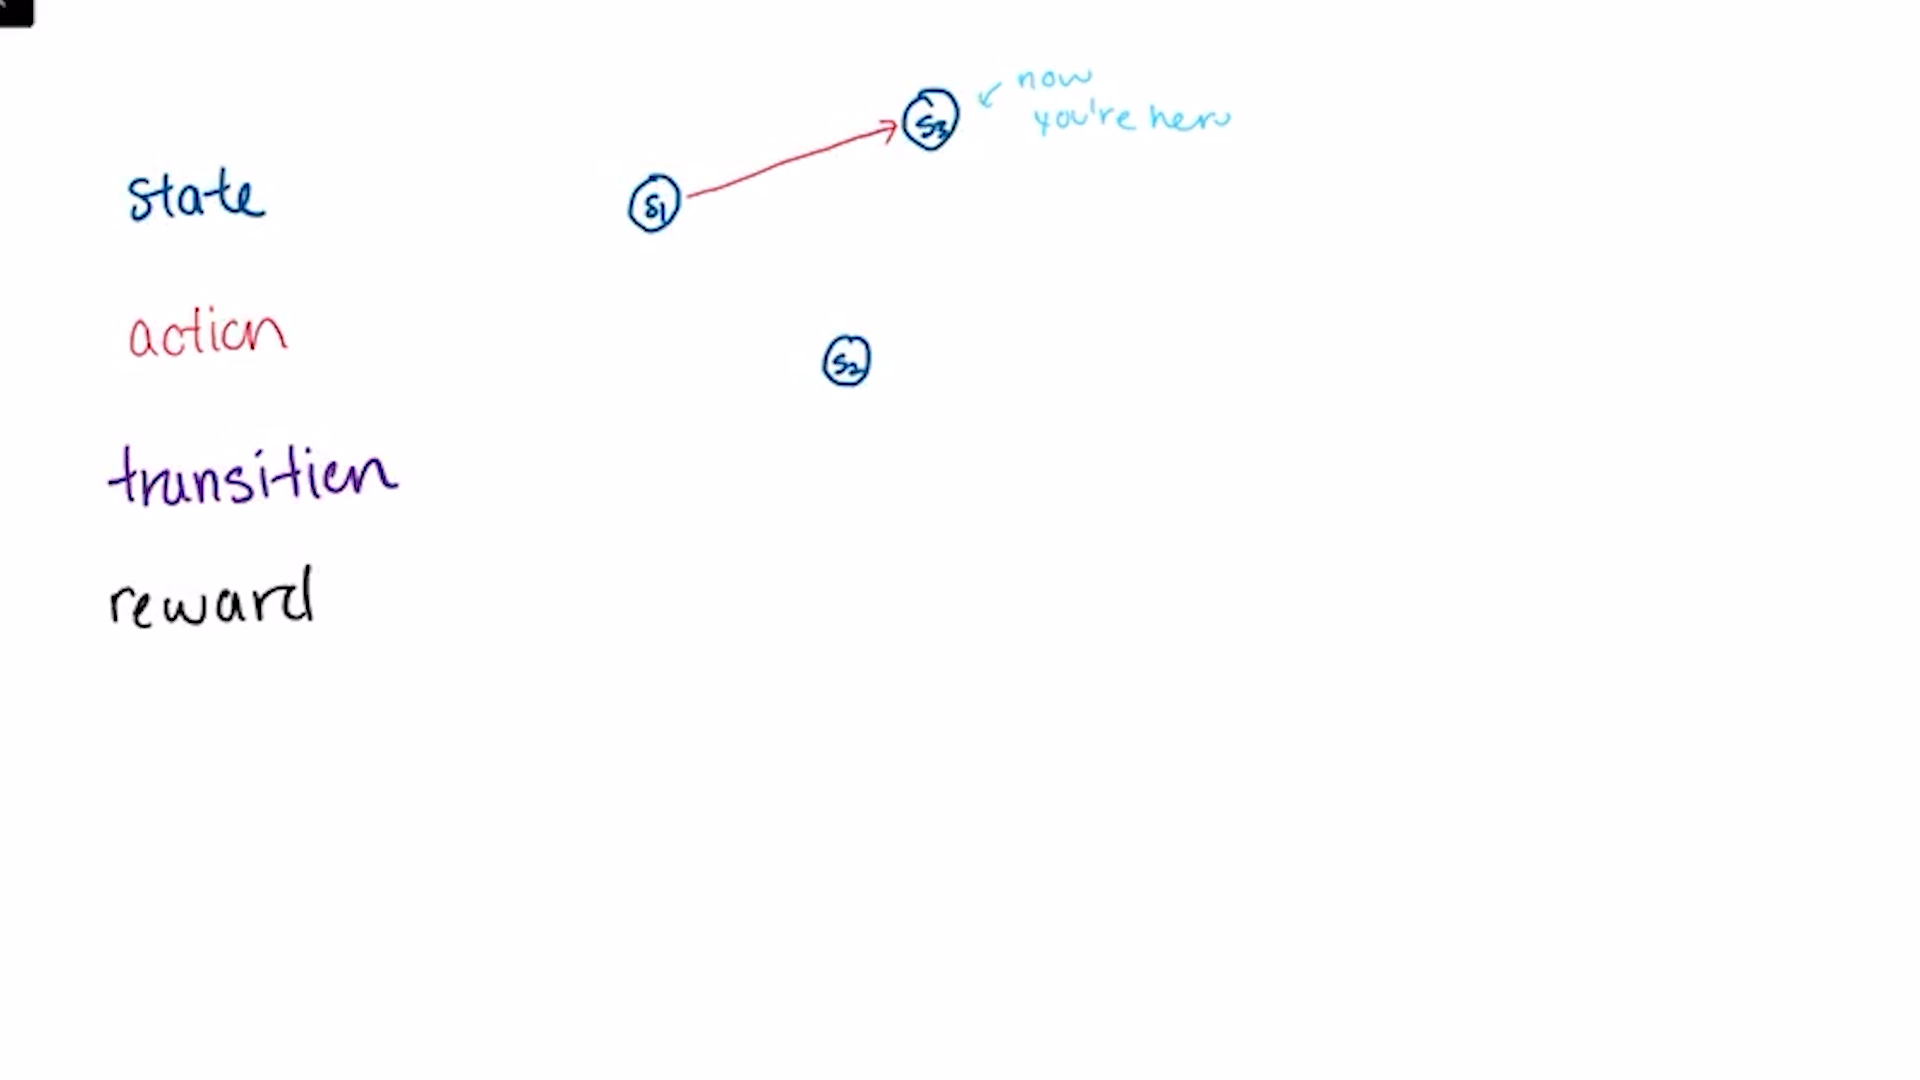 now
you're here
S3
state
S1
action
S2
transition
reward